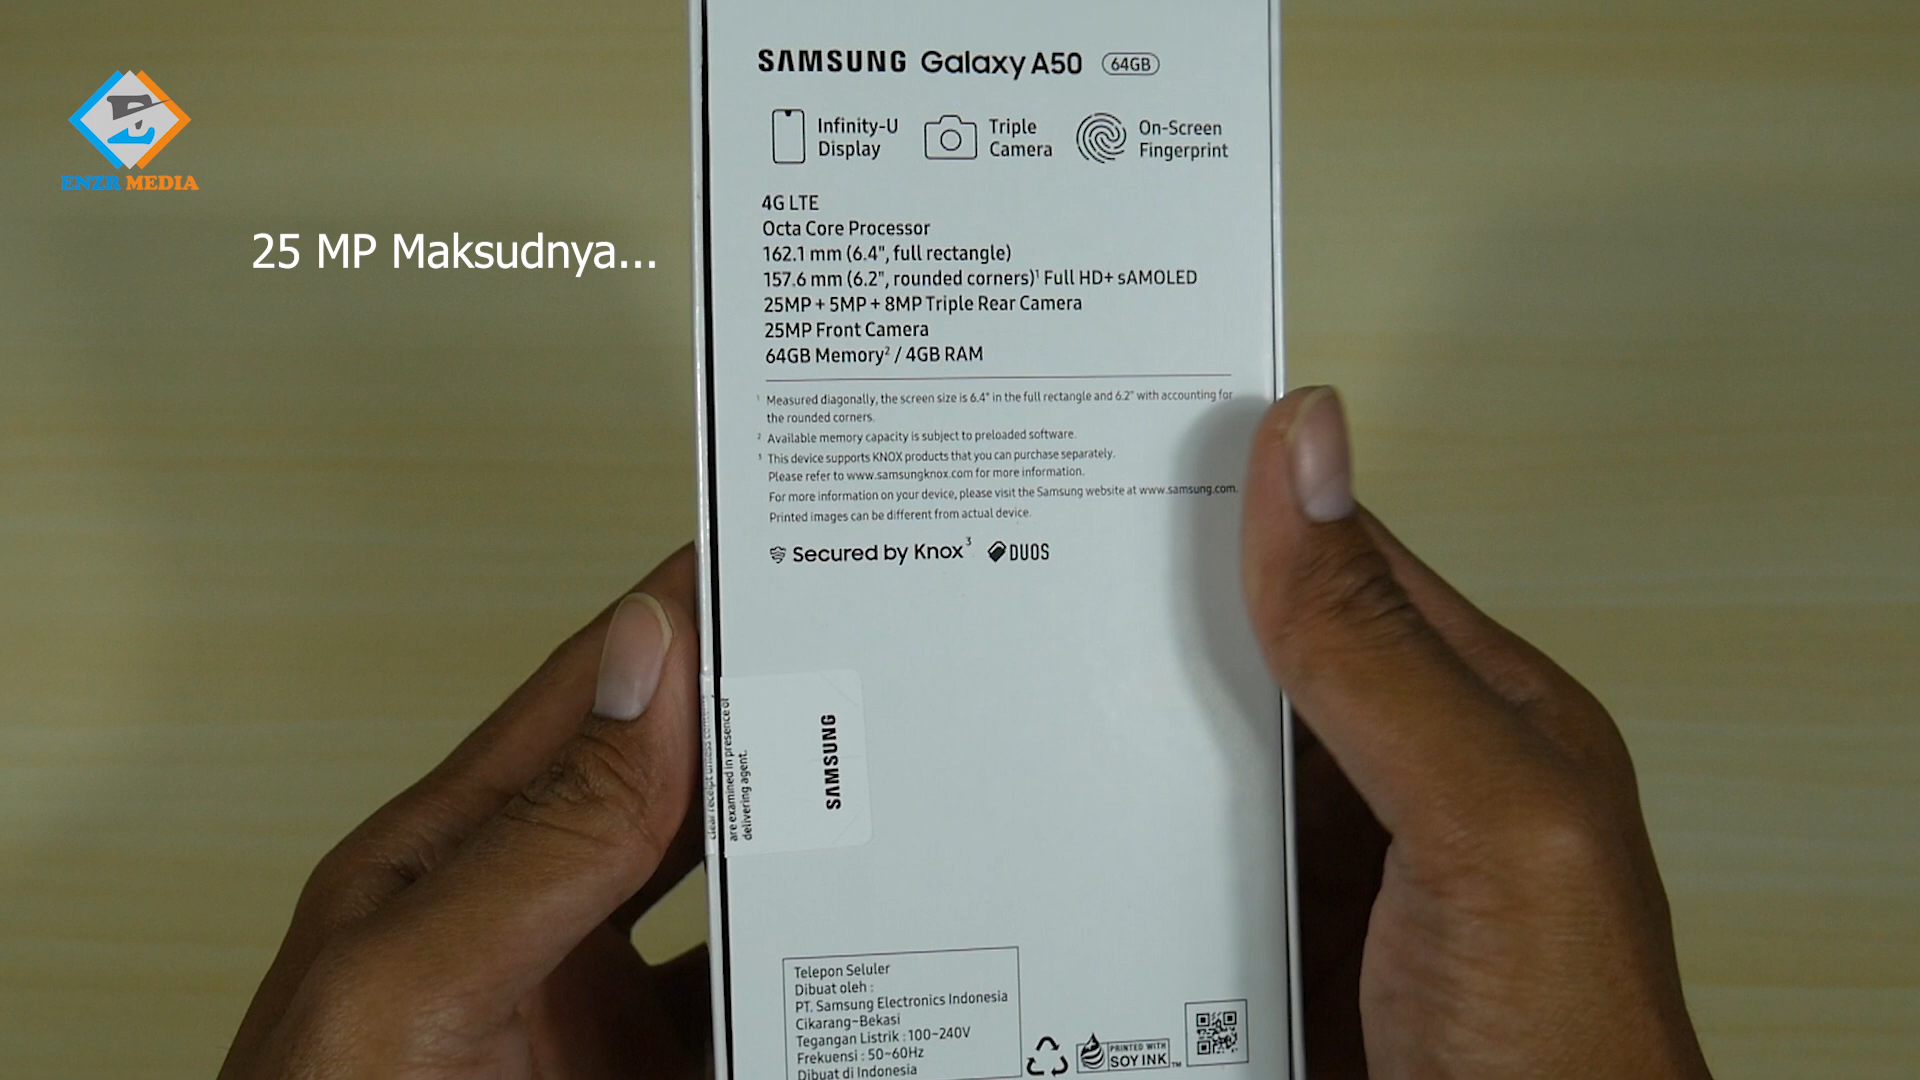 ENZR MEDIA
25 MP Maksudnya...
SAMSUNG Galaxy A50 64GB
Infinity-U
Display
Triple
Camera
On-Screen
Fingerprint
4G LTE
Octa Core Processor
162.1 mm (6.4", full rectangle)
157.6 mm (6.2", rounded corners)¹ Full HD+ sAMOLED
25MP + 5MP + 8MP Triple Rear Camera
25MP Front Camera
64GB Memory² / 4GB RAM
¹ Measured diagonally, the screen size is 6.4" in the full rectangle and 6.2" with accounting for
the rounded corners.
² Available memory capacity is subject to preloaded software.
³ This device supports KNOX products that you can purchase separately.
Please refer to www.samsungknox.com for more information.
For more information on your device, please visit the Samsung website at www.samsung.com.
Printed images can be different from actual device.
Secured by Knox³ DUOS
are examined in presence of
delivering agent.
SAMSUNG
Telepon Seluler
Dibuat oleh :
PT. Samsung Electronics Indonesia
Cikarang-Bekasi
Tegangan Listrik : 100~240V
Frekuensi : 50~60Hz
Dibuat di Indonesia
PRINTED WITH
SOY INK™